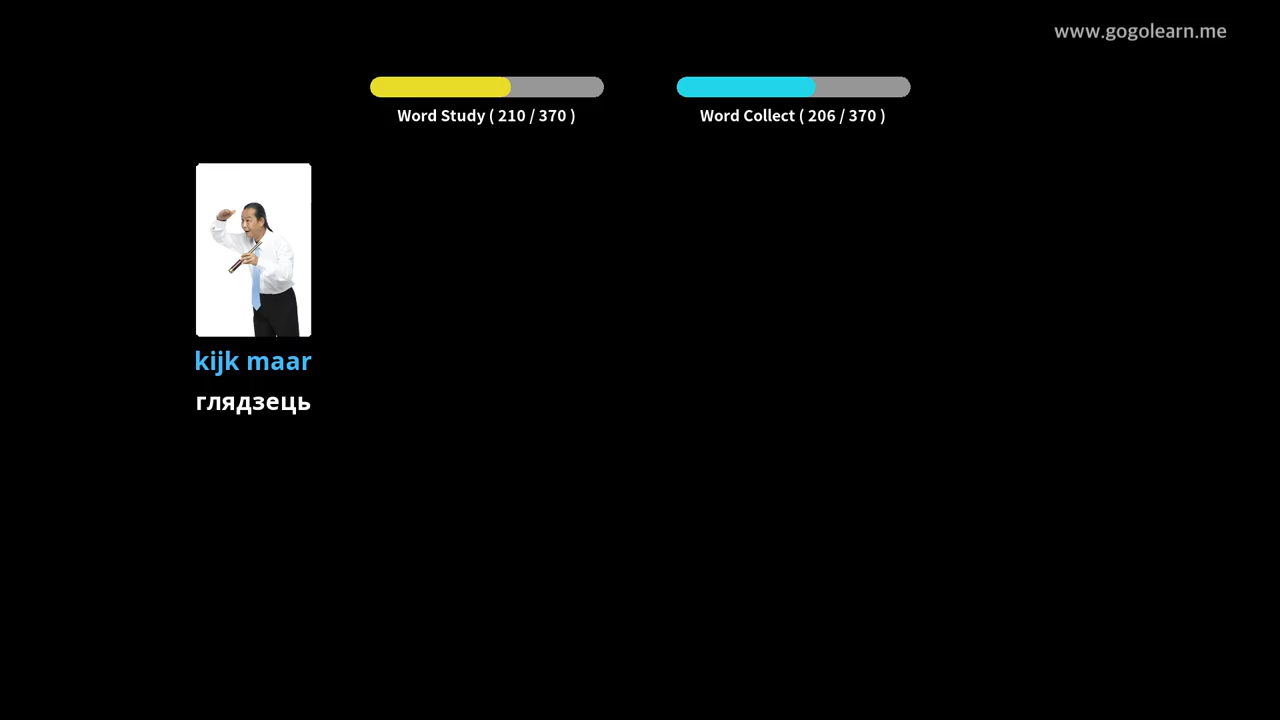 www.gogolearn.me
Word Study ( 210 / 370 )
Word Collect ( 206 / 370 )
kijk maar
глядзець